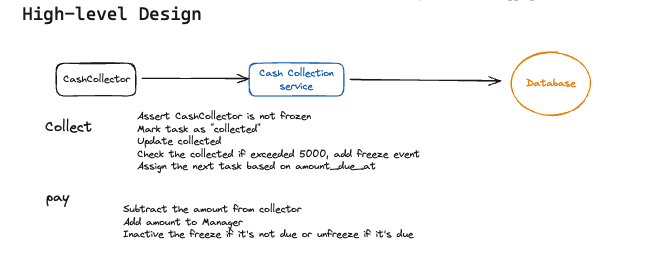 High-level Design
CashCollector
Cash Collection
service
Database
Collect
Assert CashCollector is not frozen
Mark task as "collected"
Update collected
Check the collected if exceeded 5000, add freeze event
Assign the next task based on amount_due_at
pay
Subtract the amount from collector
Add amount to Manager
Inactive the freeze if it's not due or unfreeze if it's due